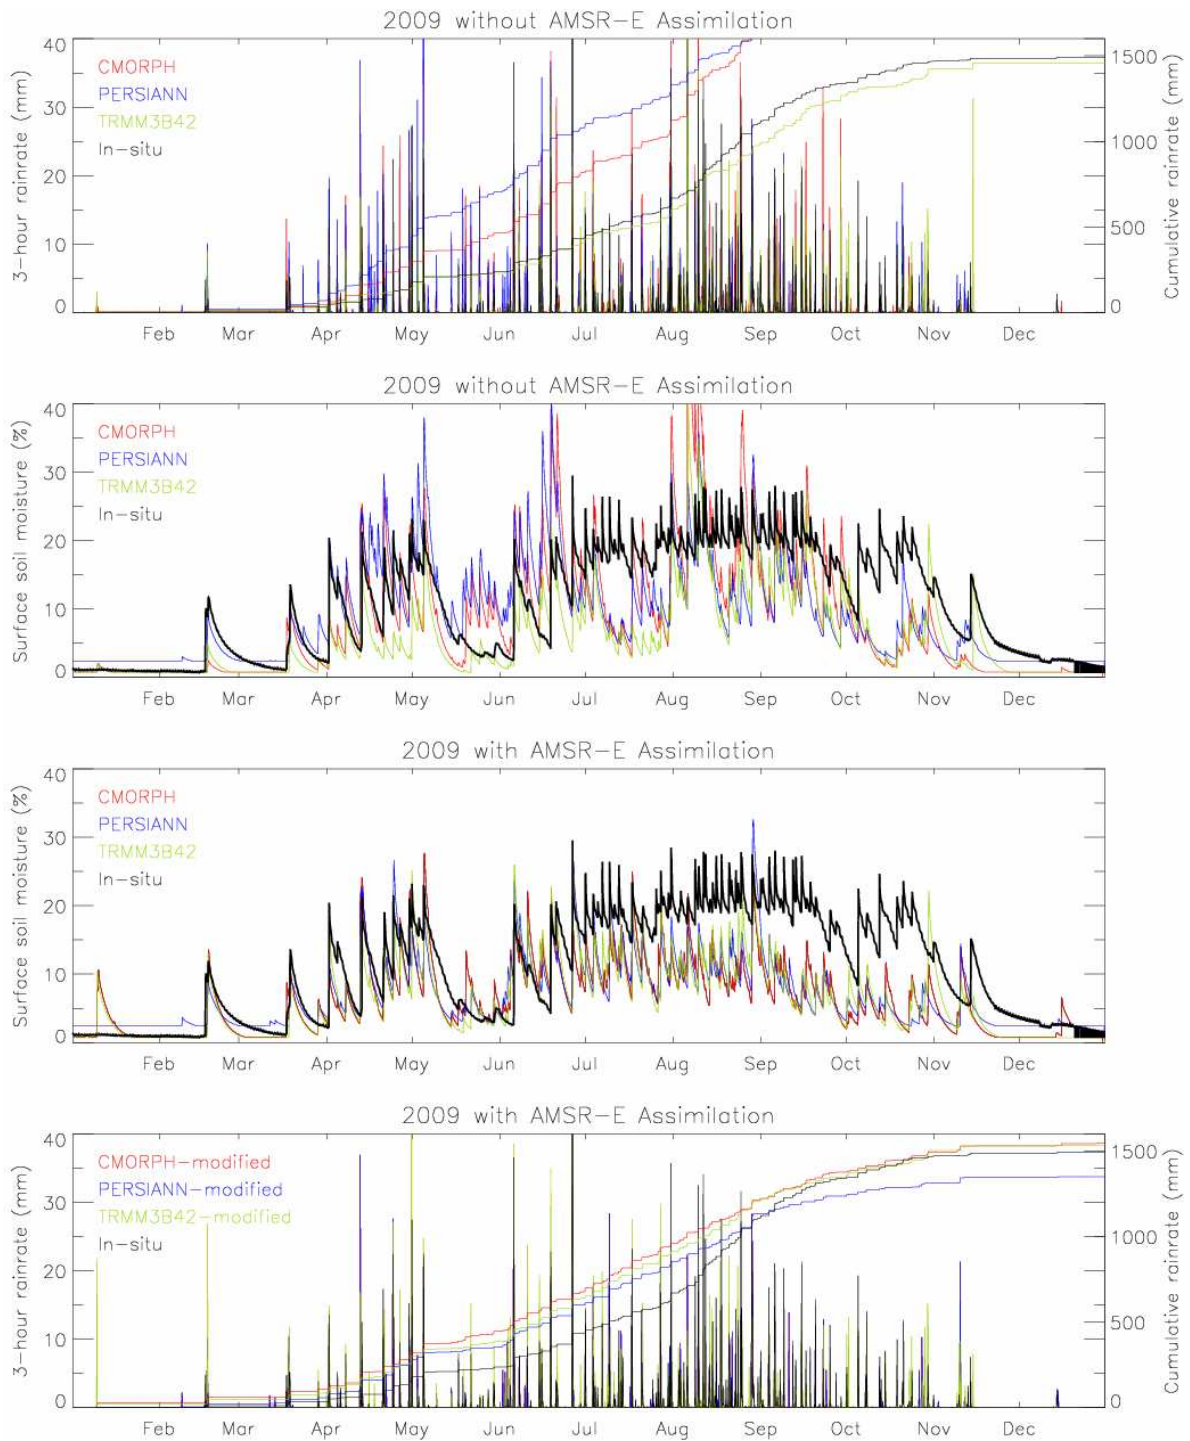 2009 without AMSR-E Assimilation
40
30
20
10
0
3-hour rainrate (mm)
CMORPH
PERSIANN
TRMM3B42
In-situ
1500
1000
500
0
Cumulative rainrate (mm)
Feb Mar Apr May Jun Jul Aug Sep Oct Nov Dec
2009 without AMSR-E Assimilation
40
30
20
10
0
Surface soil moisture (%)
CMORPH
PERSIANN
TRMM3B42
In-situ
Feb Mar Apr May Jun Jul Aug Sep Oct Nov Dec
2009 with AMSR-E Assimilation
40
30
20
10
0
Surface soil moisture (%)
CMORPH
PERSIANN
TRMM3B42
In-situ
Feb Mar Apr May Jun Jul Aug Sep Oct Nov Dec
2009 with AMSR-E Assimilation
40
30
20
10
0
3-hour rainrate (mm)
CMORPH-modified
PERSIANN-modified
TRMM3B42-modified
In-situ
1500
1000
500
0
Cumulative rainrate (mm)
Feb Mar Apr May Jun Jul Aug Sep Oct Nov Dec